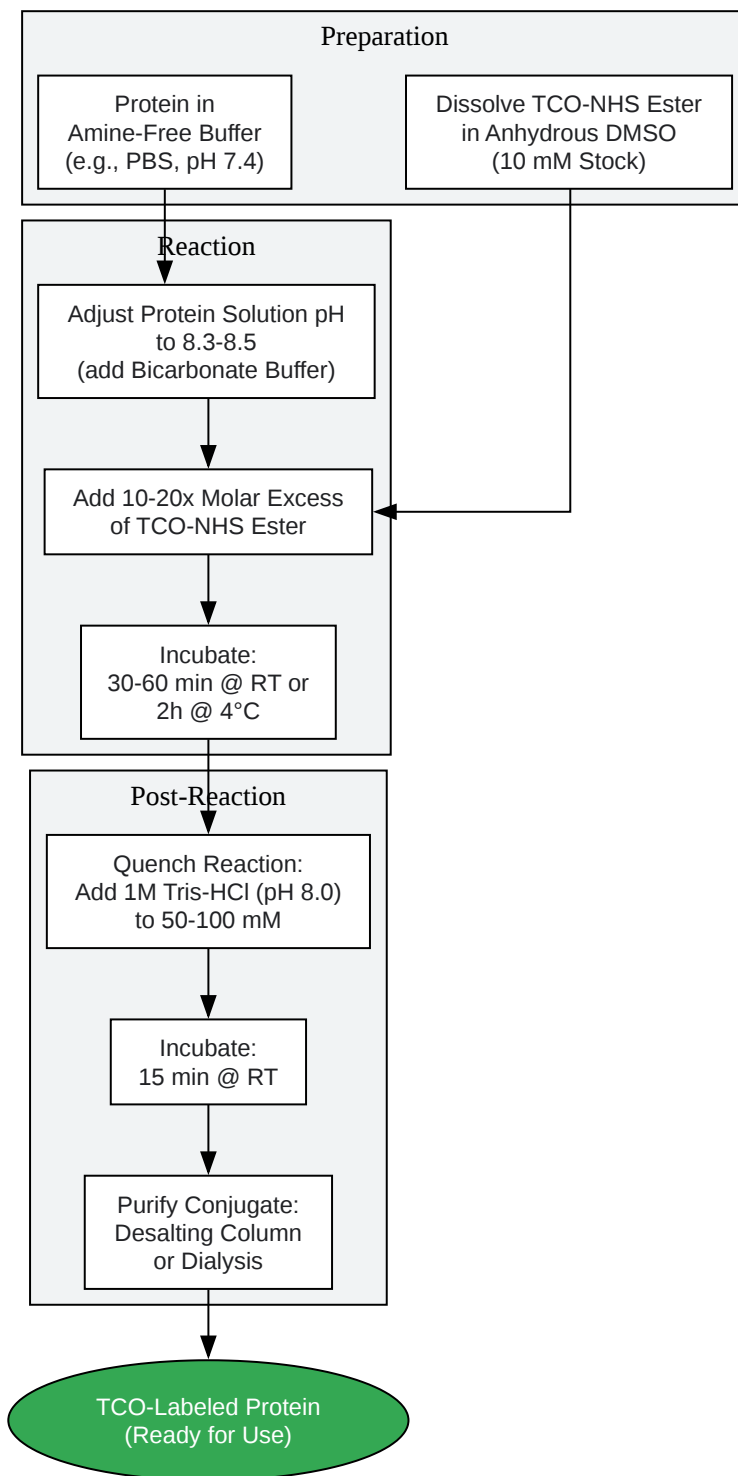 Preparation
Protein in
Amine-Free Buffer
(e.g., PBS, pH 7.4)
Dissolve TCO-NHS Ester
in Anhydrous DMSO
(10 mM Stock)
Reaction
Adjust Protein Solution pH
to 8.3-8.5
(add Bicarbonate Buffer)
Add 10-20x Molar Excess
of TCO-NHS Ester
Incubate:
30-60 min @ RT or
2h @ 4°C
Post-Reaction
Quench Reaction:
Add 1M Tris-HCl (pH 8.0)
to 50-100 mM
Incubate:
15 min @ RT
Purify Conjugate:
Desalting Column
or Dialysis
TCO-Labeled Protein
(Ready for Use)